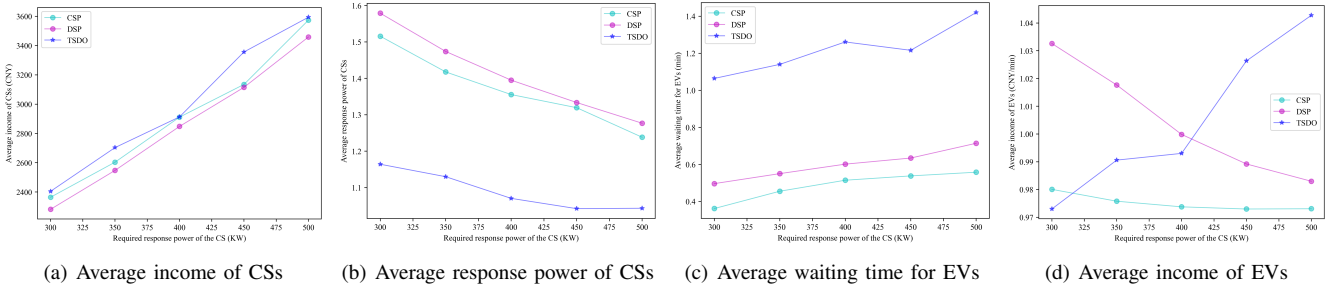 3600
3400
3200
3000
2800
2600
2400
Average income of CSs (CNY)
CSP
DSP
TSDO
300 325 350 375 400 425 450 475 500
Required response power of the CS (KW)
(a) Average income of CSs
1.6
1.5
1.4
1.3
1.2
1.1
Average response power of CSs
CSP
DSP
TSDO
300 325 350 375 400 425 450 475 500
Required response power of the CS (KW)
(b) Average response power of CSs
1.4
1.2
1.0
0.8
0.6
0.4
Average waiting time for EVs (min)
CSP
DSP
TSDO
300 325 350 375 400 425 450 475 500
Required response power of the CS (KW)
(c) Average waiting time for EVs
1.04
1.03
1.02
1.01
1.00
0.99
0.98
0.97
Average income of EVs (CNY/min)
CSP
DSP
TSDO
300 325 350 375 400 425 450 475 500
Required response power of the CS (KW)
(d) Average income of EVs